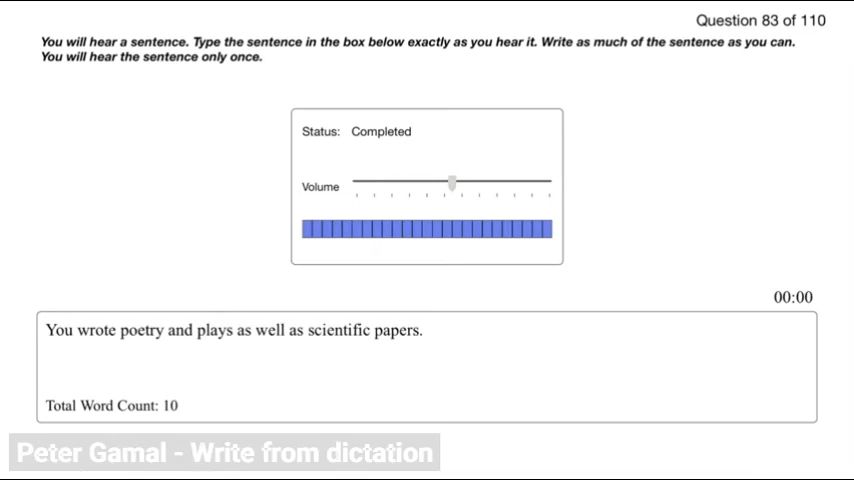 Question 83 of 110
You will hear a sentence. Type the sentence in the box below exactly as you hear it. Write as much of the sentence as you can.
You will hear the sentence only once.
Status: Completed
Volume
00:00
You wrote poetry and plays as well as scientific papers.
Total Word Count: 10
Peter Gamal - Write from dictation